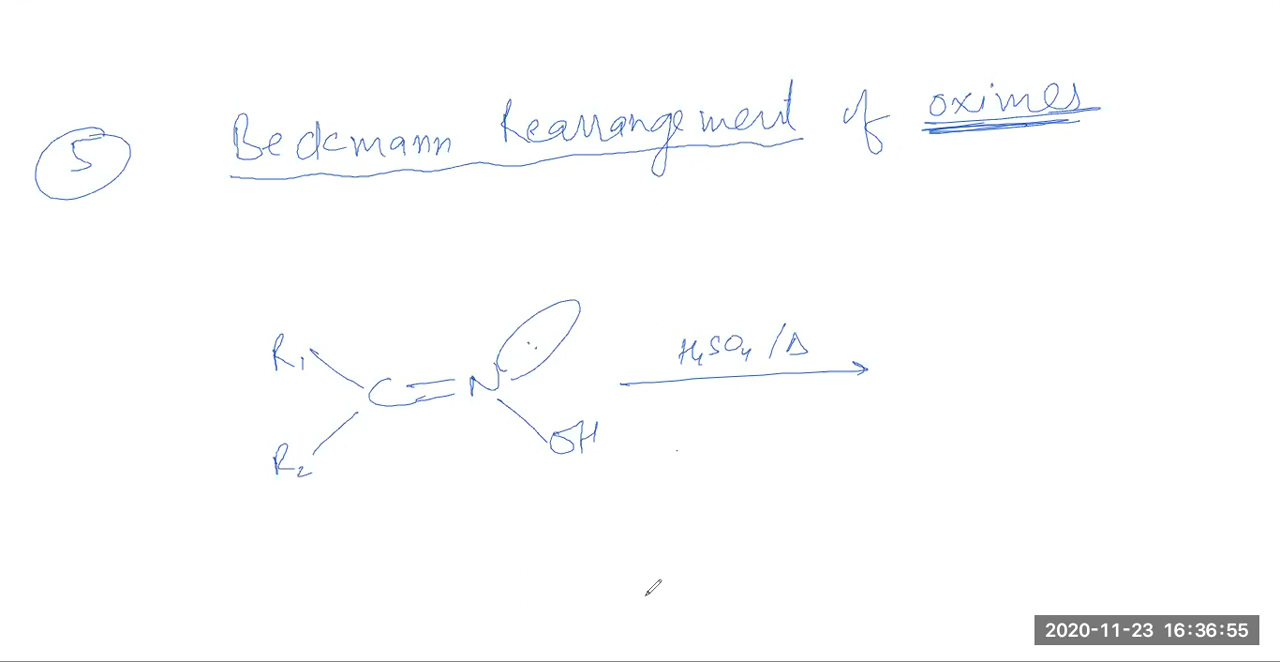 5
Beckmann Rearrangement of oximes
R₁
H₂SO₄ / Δ
C = N
OH
R₂
2020-11-23 16:36:55